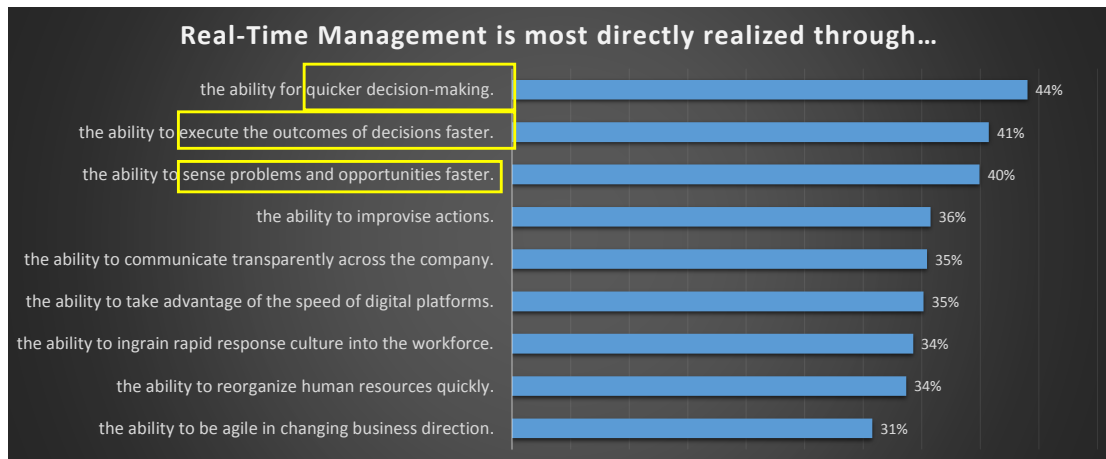 Real-Time Management is most directly realized through…
the ability for quicker decision-making.
44%
the ability to execute the outcomes of decisions faster.
41%
the ability to sense problems and opportunities faster.
40%
the ability to improvise actions.
36%
the ability to communicate transparently across the company.
35%
the ability to take advantage of the speed of digital platforms.
35%
the ability to ingrain rapid response culture into the workforce.
34%
the ability to reorganize human resources quickly.
34%
the ability to be agile in changing business direction.
31%